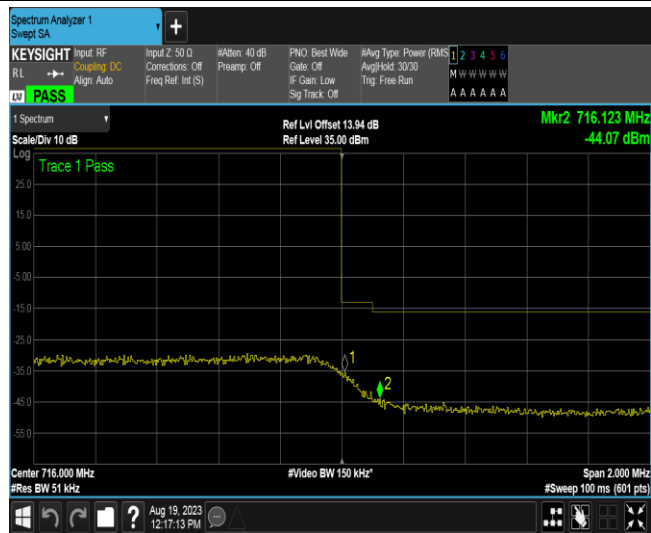 Spectrum Analyzer 1
Swept SA
+
KEYSIGHT
RL
LXI PASS
Input: RF
Coupling: DC
Align: Auto
Input Z: 50 Ω
Corrections: Off
Freq Ref: Int (S)
#Atten: 40 dB
Preamp: Off
PNO: Best Wide
Gate: Off
IF Gain: Low
Sig Track: Off
#Avg Type: Power (RMS
Avg|Hold: 30/30
Trig: Free Run
1 2 3 4 5 6
M W W W W W
A A A A A A
1 Spectrum
Scale/Div 10 dB
Ref Lvl Offset 13.94 dB
Ref Level 35.00 dBm
Mkr2 716.123 MHz
-44.07 dBm
Log
Trace 1 Pass
25.0
15.0
5.00
-5.00
-15.0
-25.0
-35.0
-45.0
-55.0
1
2
Center 716.000 MHz
#Res BW 51 kHz
#Video BW 150 kHz*
Span 2.000 MHz
#Sweep 100 ms (601 pts)
?
Aug 19, 2023
12:17:13 PM